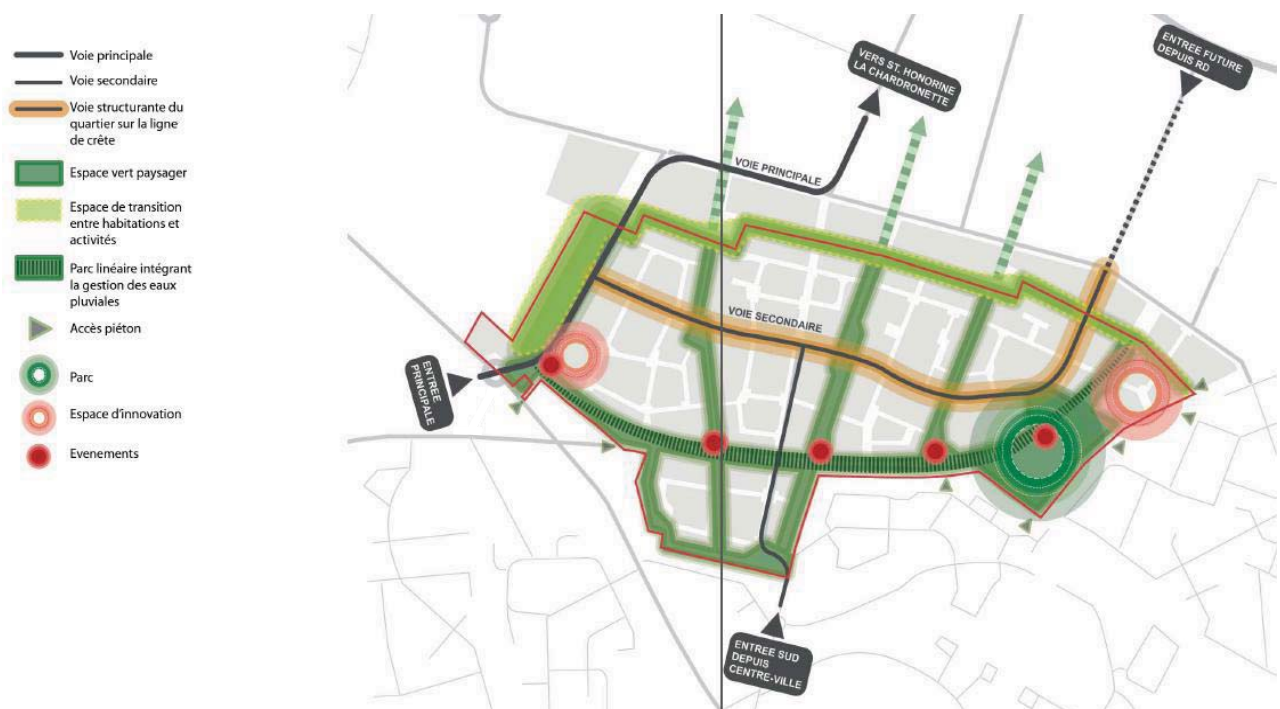 Voie principale
Voie secondaire
Voie structurante du
quartier sur la ligne
de crête
Espace vert paysager
Espace de transition
entre habitations et
activités
Parc linéaire intégrant
la gestion des eaux
pluviales
Accès piéton
Parc
Espace d'innovation
Evenements
VERS ST. HONORINE
LA CHARDRONETTE
ENTREE FUTURE
DEPUIS RD
VOIE PRINCIPALE
VOIE SECONDAIRE
ENTREE
PRINCIPALE
ENTREE SUD
DEPUIS
CENTRE-VILLE